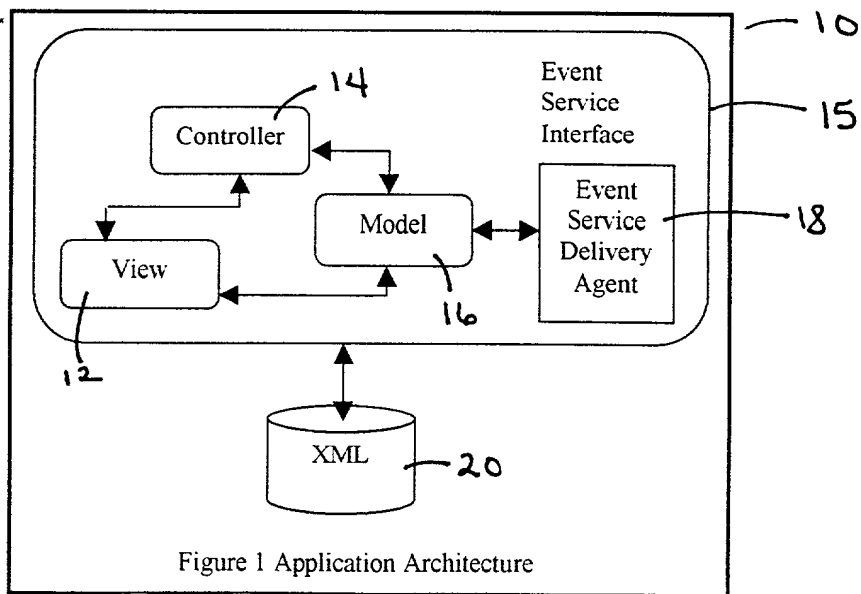 10
14
Event
Service
Interface
15
Controller
Event
Service
Delivery
Agent
18
Model
View
16
12
XML
20
Figure 1 Application Architecture